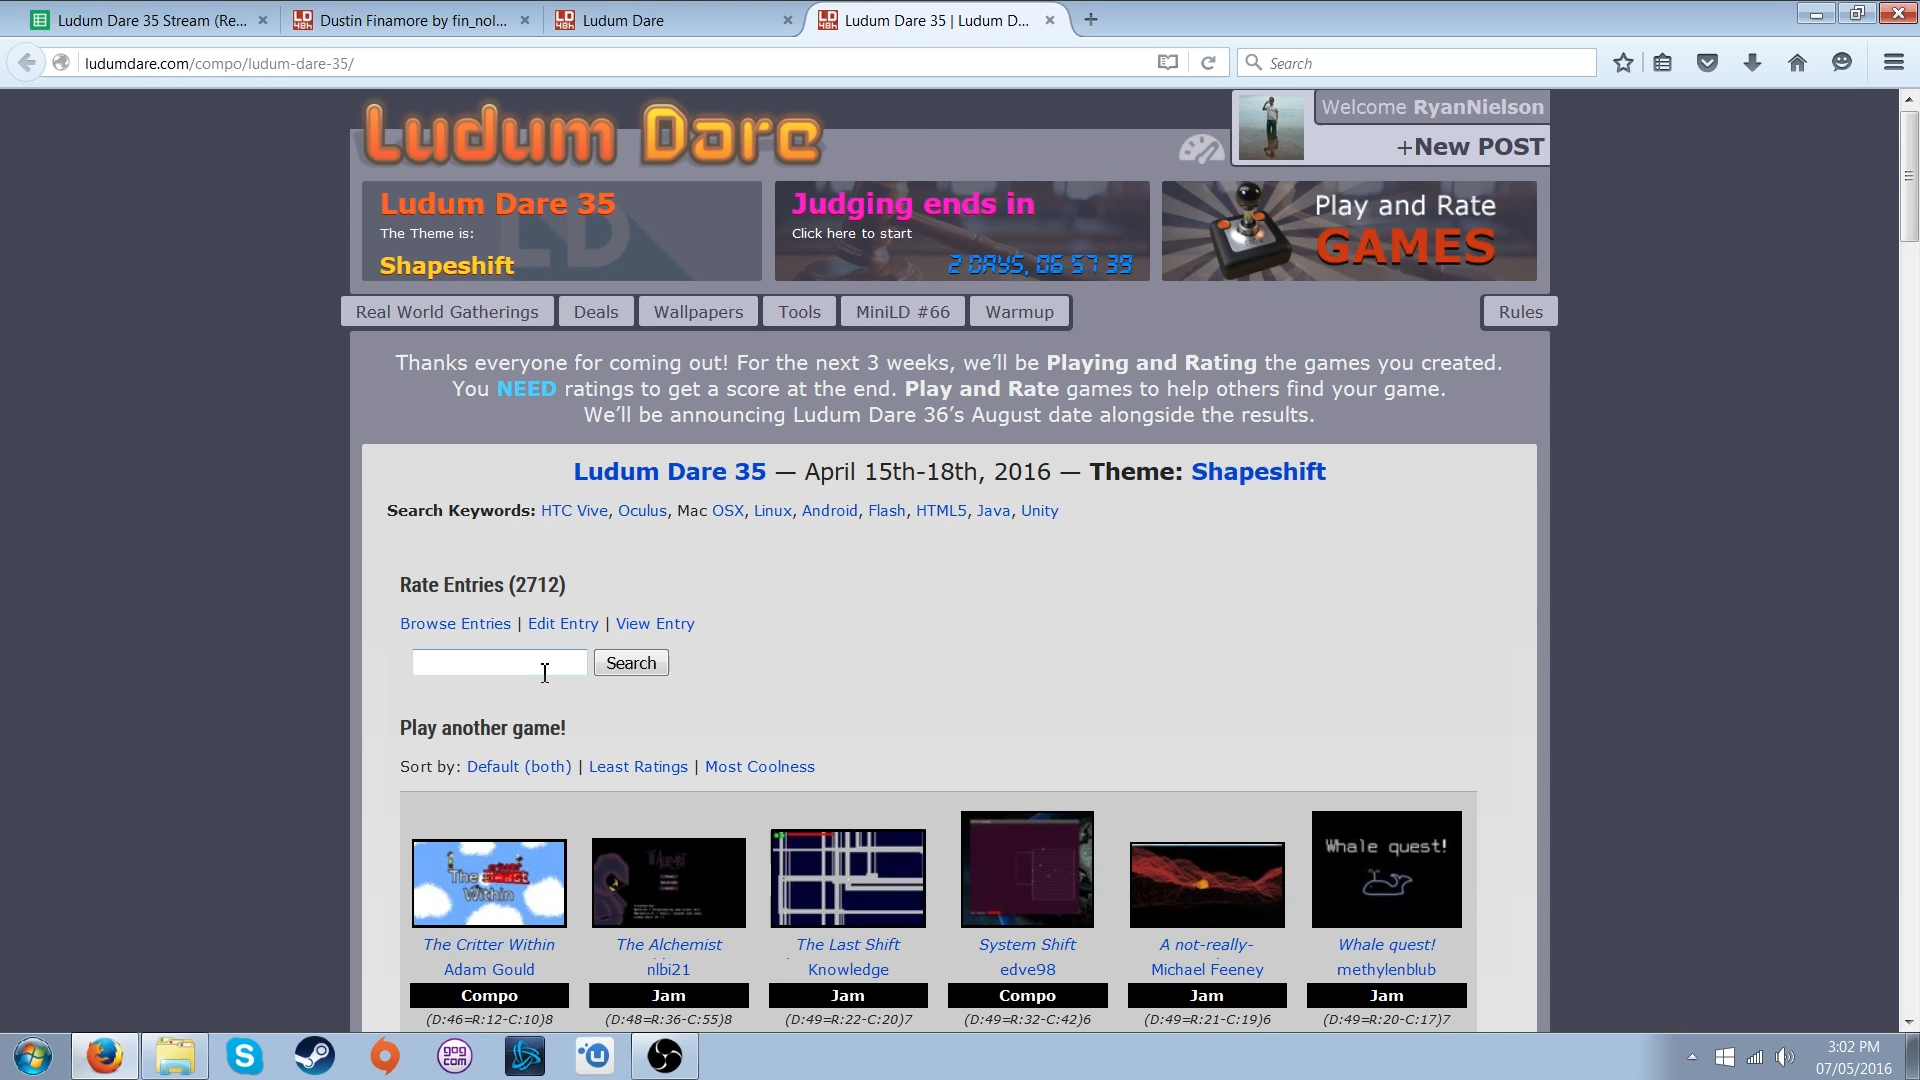 Ludum Dare 35 Stream (Re...
Dustin Finamore by fin_nol...
Ludum Dare
Ludum Dare 35 | Ludum D...
ludumdare.com/compo/ludum-dare-35/
Search
Ludum Dare
Welcome RyanNielson
+New POST
Ludum Dare 35
The Theme is:
Shapeshift
Judging ends in
Click here to start
2 DAYS, 06 57 39
Play and Rate
GAMES
Real World Gatherings
Deals
Wallpapers
Tools
MiniLD #66
Warmup
Rules
Thanks everyone for coming out! For the next 3 weeks, we'll be Playing and Rating the games you created.
You NEED ratings to get a score at the end. Play and Rate games to help others find your game.
We'll be announcing Ludum Dare 36's August date alongside the results.
Ludum Dare 35 — April 15th-18th, 2016 — Theme: Shapeshift
Search Keywords: HTC Vive, Oculus, Mac OSX, Linux, Android, Flash, HTML5, Java, Unity
Rate Entries (2712)
Browse Entries | Edit Entry | View Entry
Search
Play another game!
Sort by: Default (both) | Least Ratings | Most Coolness
Whale quest!
The Critter Within
The Alchemist
The Last Shift
System Shift
A not-really-
Whale quest!
Adam Gould
nlbi21
Knowledge
edve98
Michael Feeney
methylenblub
Compo
Jam
Jam
Compo
Jam
Jam
(D:46=R:12-C:10)8
(D:48=R:36-C:55)8
(D:49=R:22-C:20)7
(D:49=R:32-C:42)6
(D:49=R:21-C:19)6
(D:49=R:20-C:17)7
gog
com
3:02 PM
07/05/2016